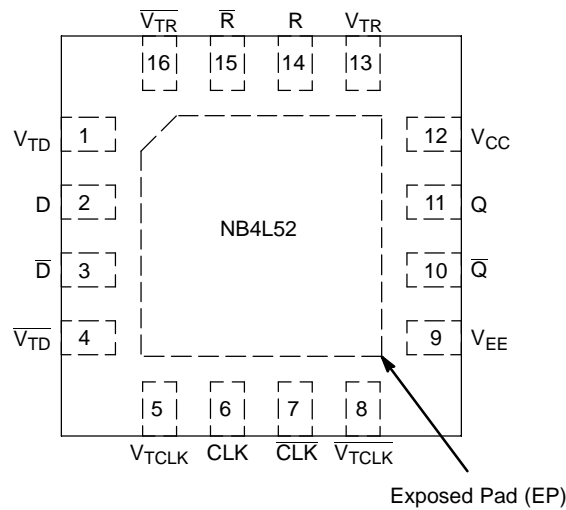 V̅T̅R̅ R̅ R VTR
16 15 14 13
VTD 1 12 VCC
D 2 11 Q
NB4L52
D̅ 3 10 Q̅
V̅T̅D̅ 4 9 VEE
5 6 7 8
VTCLK CLK C̅L̅K̅ V̅T̅C̅L̅K̅
Exposed Pad (EP)